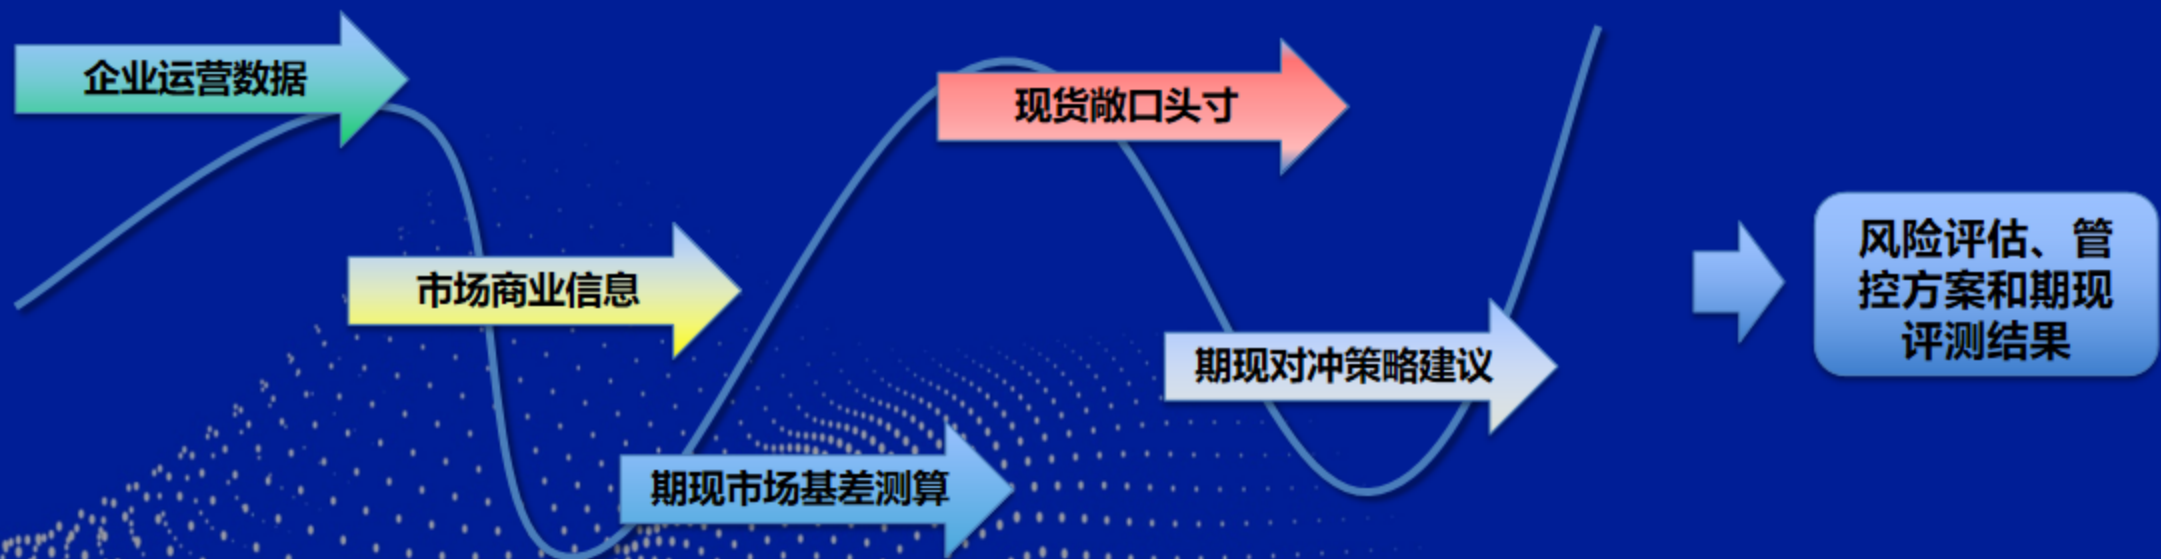 企业运营数据
市场商业信息
期现市场基差测算
现货敞口头寸
期现对冲策略建议
风险评估、管
控方案和期现
评测结果